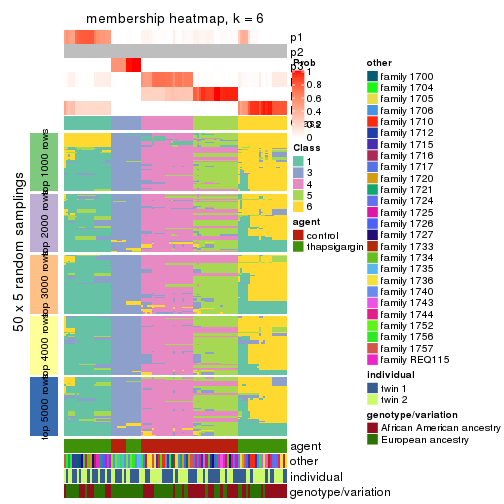 membership heatmap, k = 6
p1
p2
p3
Prob
1
0.8
0.6
0.4
0.2
0
Class
1
3
4
5
6
agent
control
thapsigargin
other
family 1700
family 1704
family 1705
family 1706
family 1710
family 1712
family 1715
family 1716
family 1717
family 1720
family 1721
family 1724
family 1725
family 1726
family 1727
family 1733
family 1734
family 1735
family 1736
family 1740
family 1743
family 1744
family 1752
family 1756
family 1757
family REQ115
individual
twin 1
twin 2
genotype/variation
African American ancestry
European ancestry
50 x 5 random samplings
top 1000 rows
top 2000 rows
top 3000 rows
top 4000 rows
top 5000 rows
agent
other
individual
genotype/variation